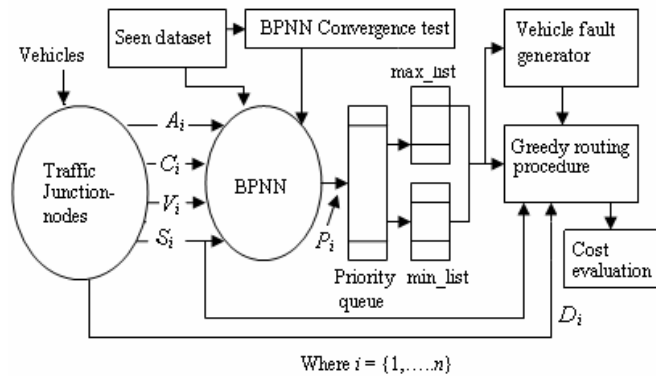 Seen dataset
BPNN Convergence test
Vehicle fault
generator
Vehicles
max_list
A_i
C_i
V_i
S_i
Traffic
Junction-
nodes
BPNN
P_i
Greedy routing
procedure
Priority
queue
min_list
Cost
evaluation
D_i
Where i = {1,…..n}